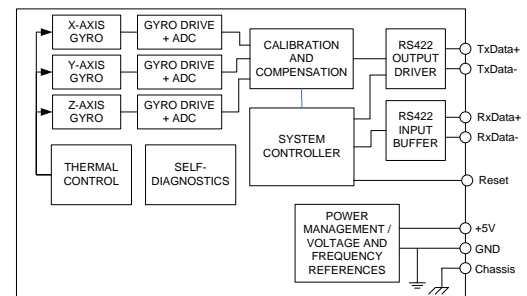 X-AXIS
GYRO
GYRO DRIVE
+ ADC
Y-AXIS
GYRO
GYRO DRIVE
+ ADC
Z-AXIS
GYRO
GYRO DRIVE
+ ADC
THERMAL
CONTROL
SELF-
DIAGNOSTICS
CALIBRATION
AND
COMPENSATION
SYSTEM
CONTROLLER
RS422
OUTPUT
DRIVER
RS422
INPUT
BUFFER
POWER
MANAGEMENT /
VOLTAGE AND
FREQUENCY
REFERENCES
TxData+
TxData-
RxData+
RxData-
Reset
+5V
GND
Chassis